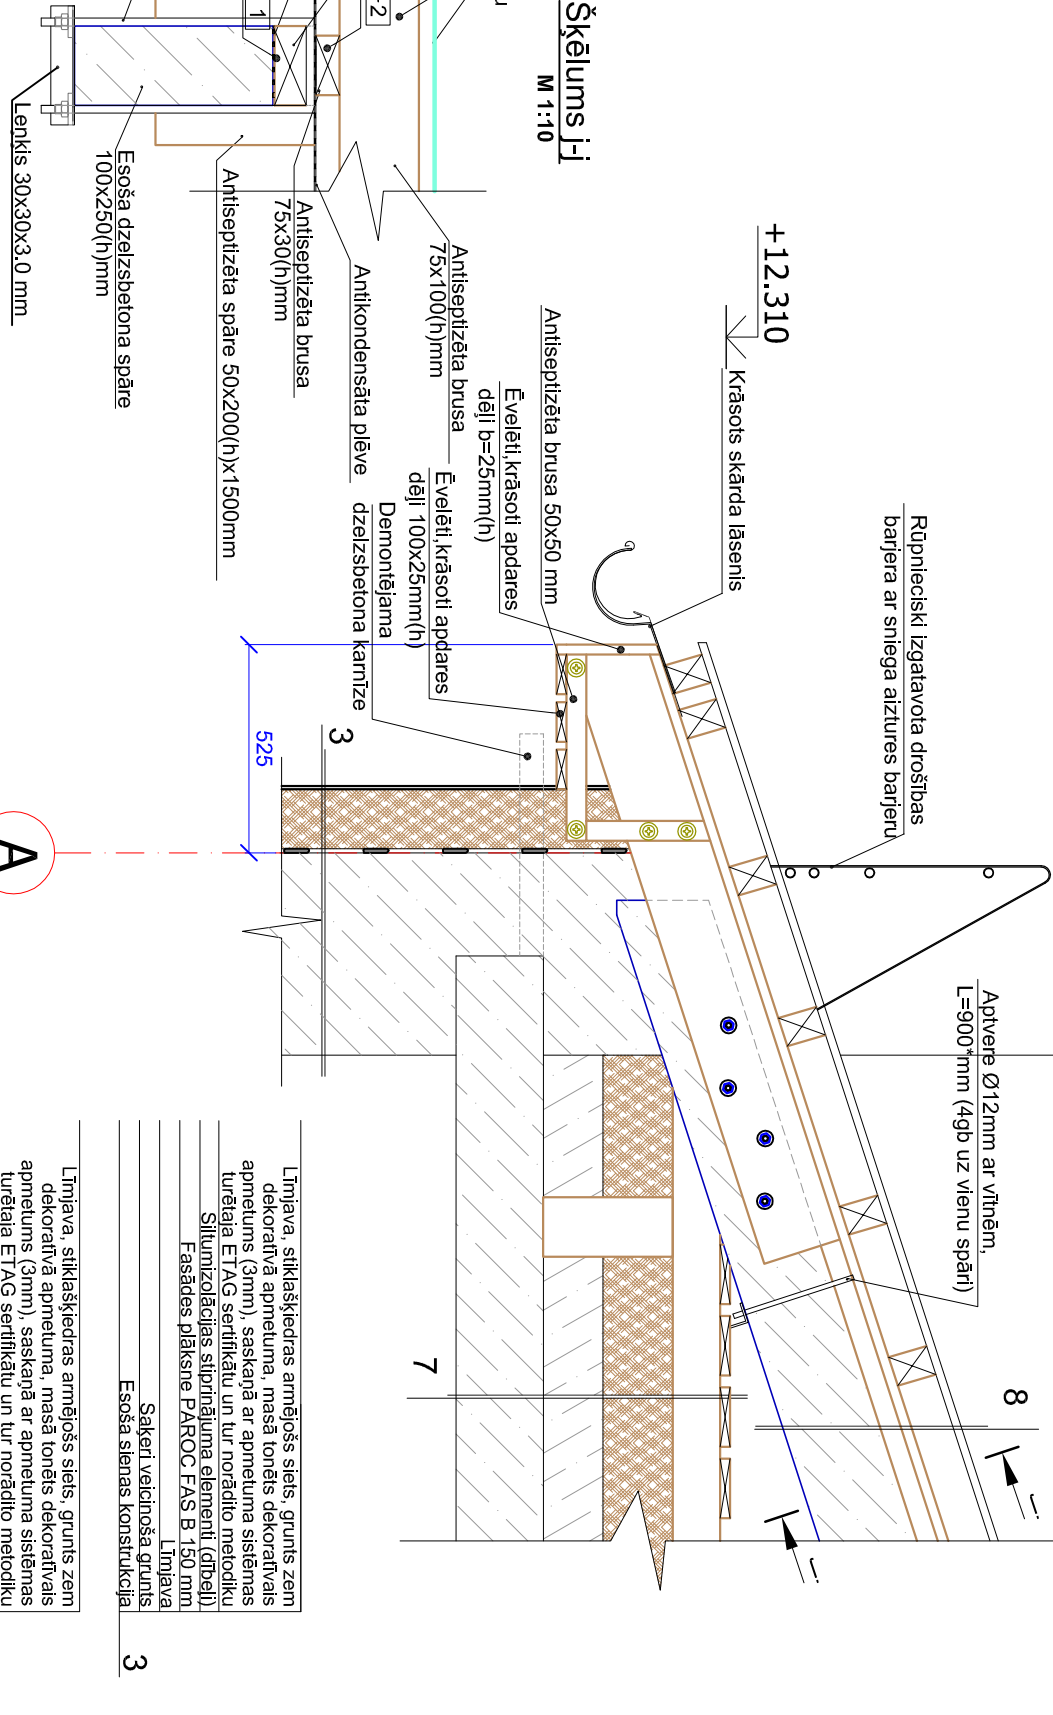 Šķēlums j-j
M 1:10
2
1
Leņķis 30x30x3.0 mm
Esoša dzelzsbetona spāre
100x250(h)mm
Antiseptizēta spāre 50x200(h)x1500mm
Antiseptizēta brusa
75x30(h)mm
Antikondensāta plēve
Antiseptizēta brusa
75x100(h)mm
+12.310
Krāsots skārda lāsenis
Antiseptizēta brusa 50x50 mm
Ēvelēti,krāsoti apdares
dēļi b=25mm(h)
Ēvelēti,krāsoti apdares
dēļi 100x25mm(h)
Demontējama
dzelzsbetona karnīze
Rūpnieciski izgatavota drošības
barjera ar sniega aiztures barjeru
Aptvere Ø12mm ar vītnēm,
L=900*mm (4gb uz vienu spāri)
525
3
A
7
8
j.
j.
Līmjava, stiklašķiedras armējošs siets, grunts zem
dekoratīvā apmetuma, masā tonēts dekoratīvais
apmetums (3mm), saskaņā ar apmetuma sistēmas
turētaja ETAG sertifikātu un tur norādīto metodiku
Siltumizolācijas stiprinājuma elementi (dībeļi)
Fasādes plāksne PAROC FAS B 150 mm
Līmjava
Saķeri veicinoša grunts
Esoša sienas konstrukcija
3
Līmjava, stiklašķiedras armējošs siets, grunts zem
dekoratīvā apmetuma, masā tonēts dekoratīvais
apmetums (3mm), saskaņā ar apmetuma sistēmas
turētaja ETAG sertifikātu un tur norādīto metodiku